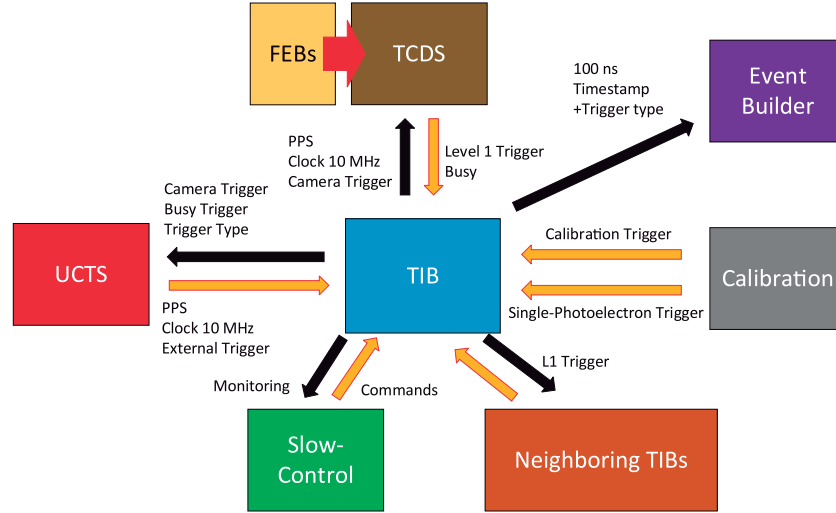 FEBs
TCDS
100 ns
Timestamp
+Trigger type
Event
Builder
PPS
Clock 10 MHz
Camera Trigger
Level 1 Trigger
Busy
Camera Trigger
Busy Trigger
Trigger Type
UCTS
TIB
Calibration Trigger
Calibration
Single-Photoelectron Trigger
PPS
Clock 10 MHz
External Trigger
Monitoring
Commands
L1 Trigger
Slow-
Control
Neighboring TIBs